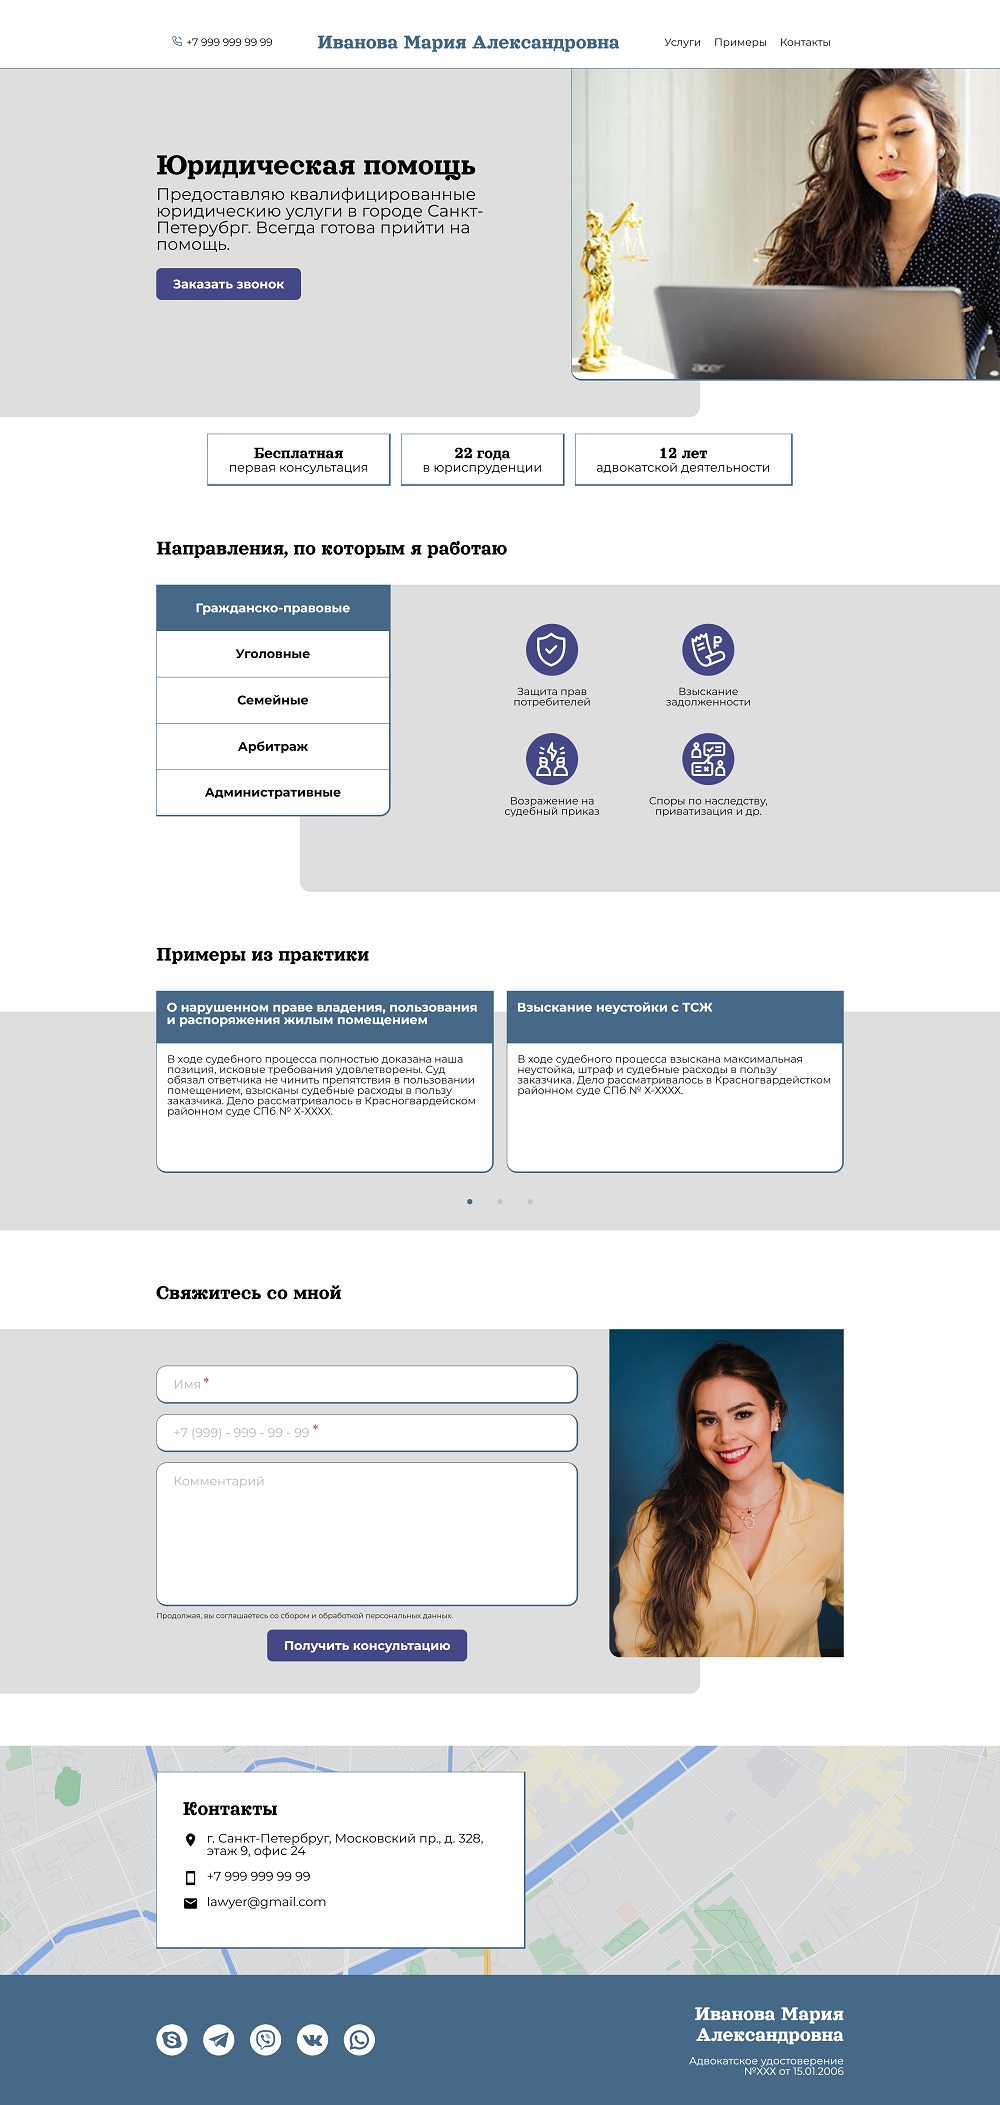 +7 999 999 99 99
Иванова Мария Александровна
Услуги Примеры Контакты
Юридическая помощь
Предоставляю квалифицированные
юридическию услуги в городе Санкт-
Петерубрг. Всегда готова прийти на
помощь.
Заказать звонок
acer
Бесплатная
первая консультация
22 года
в юриспруденции
12 лет
адвокатской деятельности
Направления, по которым я работаю
Гражданско-правовые
Уголовные
Семейные
Арбитраж
Административные
Защита прав
потребителей
Взыскание
задолженности
Возражение на
судебный приказ
Споры по наследству,
приватизация и др.
Примеры из практики
О нарушенном праве владения, пользования
и распоряжения жилым помещением
В ходе судебного процесса полностью доказана наша
позиция, исковые требования удовлетворены. Суд
обязал ответчика не чинить препятствия в пользовании
помещением, взысканы судебные расходы в пользу
заказчика. Дело рассматривалось в Красногвардейском
районном суде СПб № Х-ХХХХ.
Взыскание неустойки с ТСЖ
В ходе судебного процесса взыскана максимальная
неустойка, штраф и судебные расходы в пользу
заказчика. Дело рассматривалось в Красногвардейстком
районном суде СПб № Х-ХХХХ.
Свяжитесь со мной
Имя *
+7 (999) - 999 - 99 - 99 *
Комментарий
Продолжая, вы соглашаетесь со сбором и обработкой персональных данных.
Получить консультацию
Контакты
г. Санкт-Петербруг, Московский пр., д. 328,
этаж 9, офис 24
+7 999 999 99 99
lawyer@gmail.com
Иванова Мария
Александровна
Адвокатское удостоверение
№ХХХ от 15.01.2006